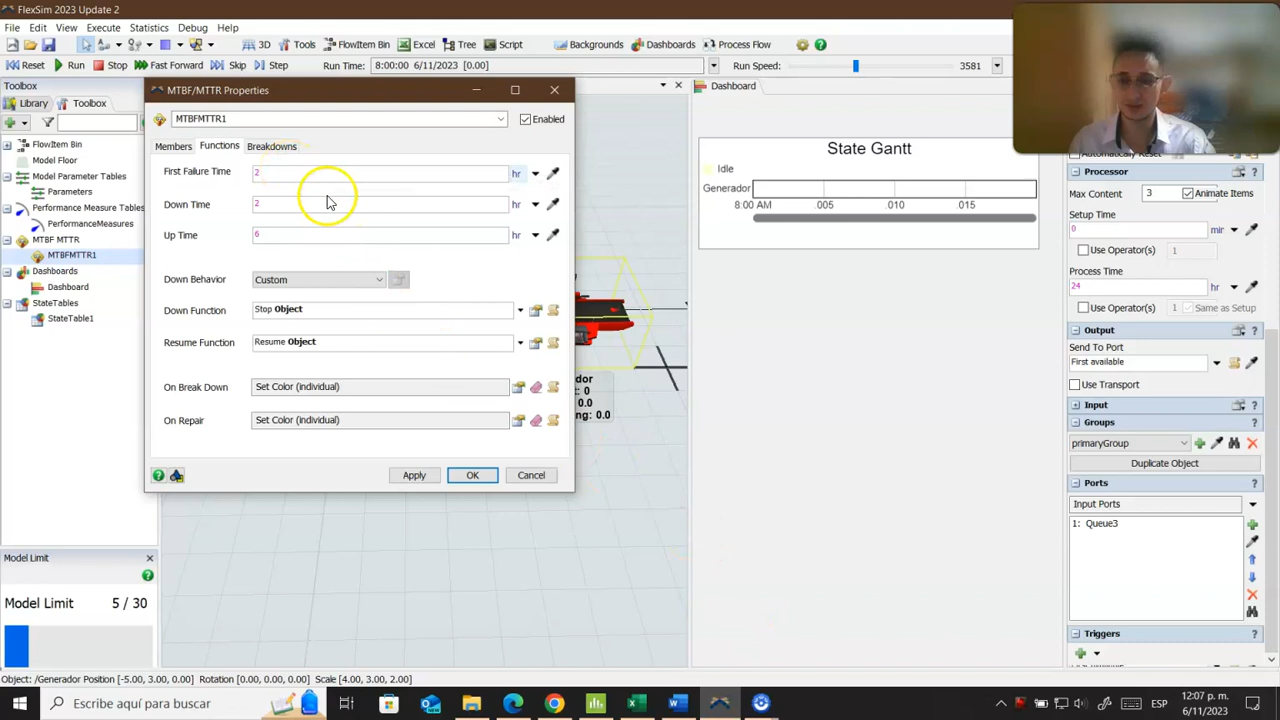 FlexSim 2023 Update 2
File Edit View Execute Statistics Debug Help
3D Tools FlowItem Bin Excel Tree Script Backgrounds Dashboards Process Flow
Reset Run Stop Fast Forward Skip Step Run Time: 8:00:00 6/11/2023 [0.00] Run Speed: 3581
Toolbox
Library Toolbox
FlowItem Bin
Model Floor
Model Parameter Tables
Parameters
Performance Measure Tables
PerformanceMeasures
MTBF MTTR
MTBFMTTR1
Dashboards
Dashboard
StateTables
StateTable1
Model Limit
Model Limit 5 / 30
MTBF/MTTR Properties
MTBFMTTR1 Enabled
Members Functions Breakdowns
First Failure Time 2 hr
Down Time 2 hr
Up Time 6 hr
Down Behavior Custom
Down Function Stop Object
Resume Function Resume Object
On Break Down Set Color (individual)
On Repair Set Color (individual)
Apply OK Cancel
Dashboard
State Gantt
Idle
Generador
8:00 AM .005 .010 .015
Processor
Max Content 3 Animate Items
Setup Time
0 min
Use Operator(s) 1
Process Time
24 hr
Use Operator(s) 1 Same as Setup
Output
Send To Port
First available
Use Transport
Input
Groups
primaryGroup
Duplicate Object
Ports
Input Ports
1: Queue3
Triggers
Object: /Generador Position [-5.00, 3.00, 0.00] Rotation [0.00, 0.00, 0.00] Scale [4.00, 3.00, 2.00]
Escribe aquí para buscar
ESP
12:07 p. m.
6/11/2023